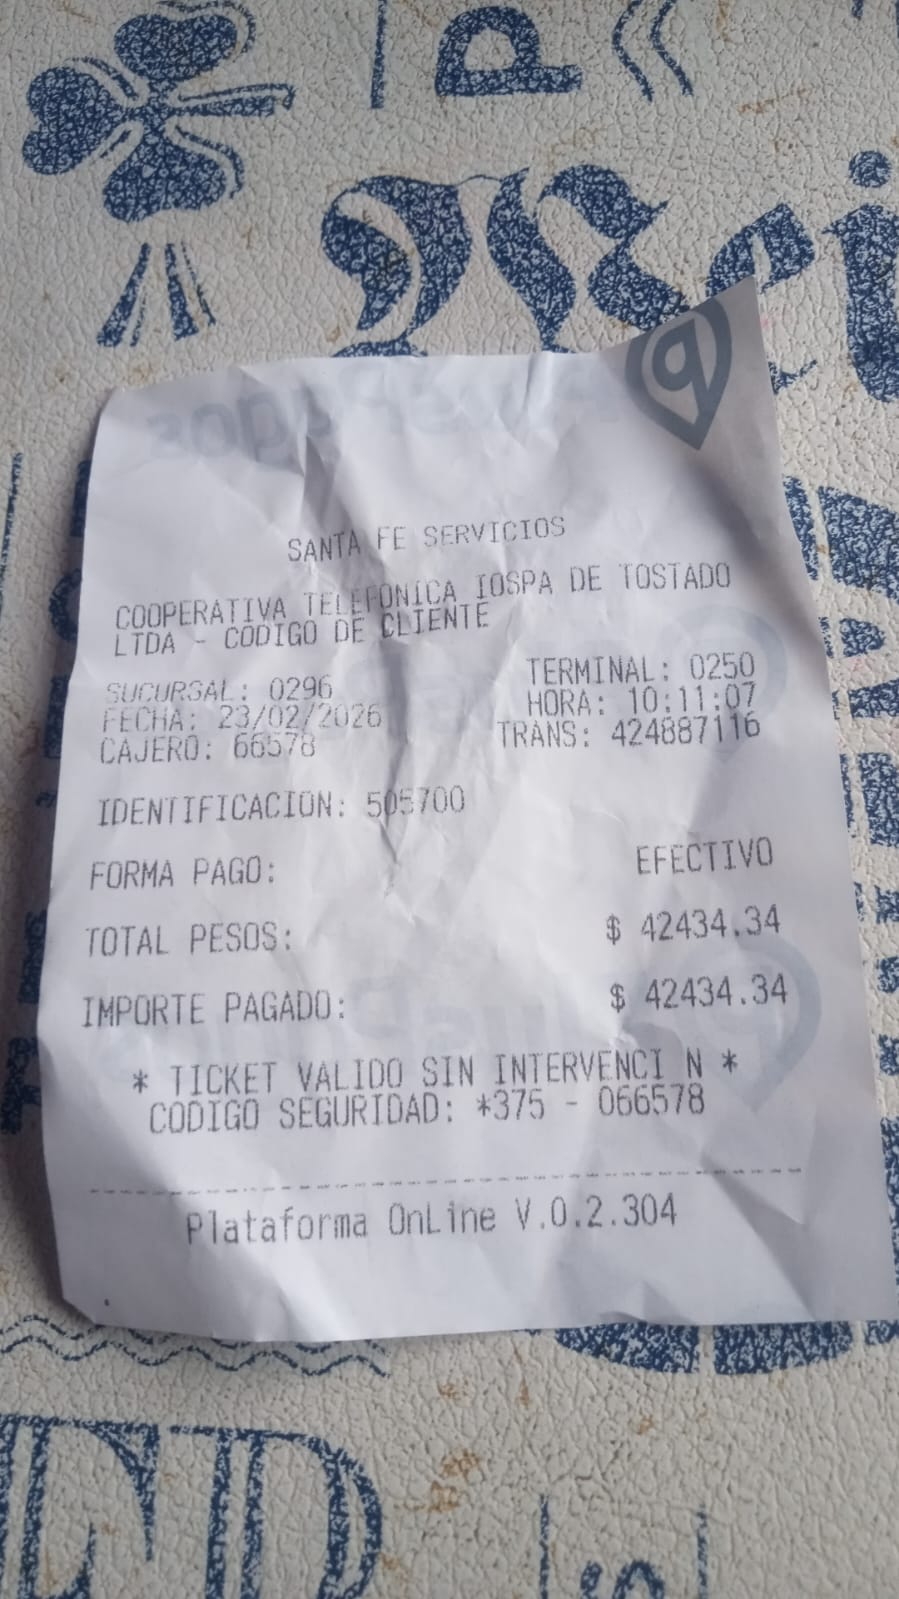 SANTA FE SERVICIOS
COOPERATIVA TELEFONICA IOSPA DE TOSTADO
LTDA - CODIGO DE CLIENTE
SUCURSAL: 0296 TERMINAL: 0250
FECHA: 23/02/2026 HORA: 10:11:07
CAJERO: 66578 TRANS: 424887116
IDENTIFICACION: 505700
FORMA PAGO: EFECTIVO
TOTAL PESOS: $ 42434.34
IMPORTE PAGADO: $ 42434.34
* TICKET VALIDO SIN INTERVENCI N *
CODIGO SEGURIDAD: *375 - 066578
Plataforma OnLine V.0.2.304